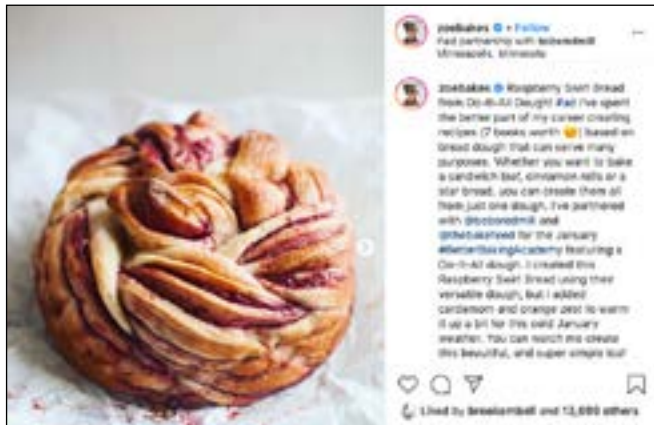 zoebakes • Follow
Paid partnership with bobsredmill
Minneapolis, Minnesota
zoebakes Raspberry Swirl Bread
from Do-It-All Dough! #ad I've spent
the better part of my career creating
recipes (7 books worth 😊) based on
bread dough that can serve many
purposes. Whether you want to bake
a sandwich loaf, cinnamon rolls or a
star bread, you can create them all
from just one dough. I've partnered
with @bobsredmill and
@thebakefeed for the January
#BetterBakingAcademy featuring a
Do-It-All dough. I created this
Raspberry Swirl Bread using their
versatile dough, but I added
cardamom and orange zest to warm
it up a bit for this cold January
weather. You can watch me create
this beautiful, and super simple loaf
Liked by and others